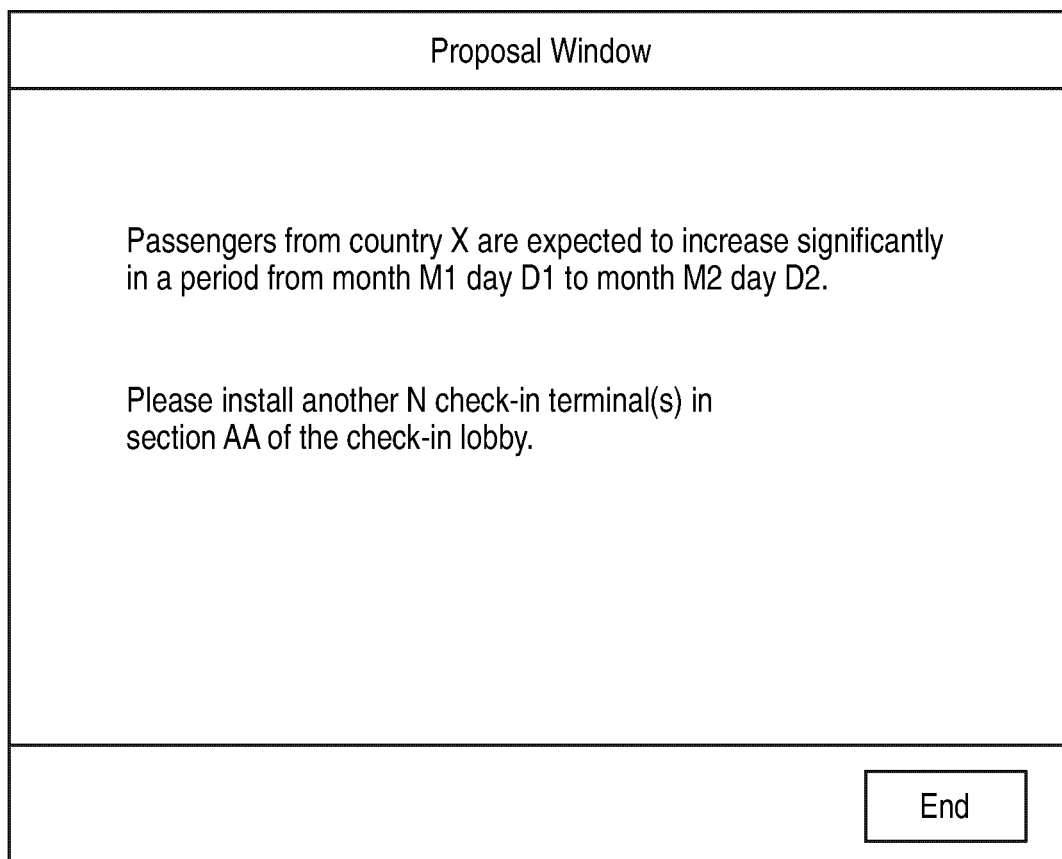 Proposal Window
Passengers from country X are expected to increase significantly
in a period from month M1 day D1 to month M2 day D2.
Please install another N check-in terminal(s) in
section AA of the check-in lobby.
End